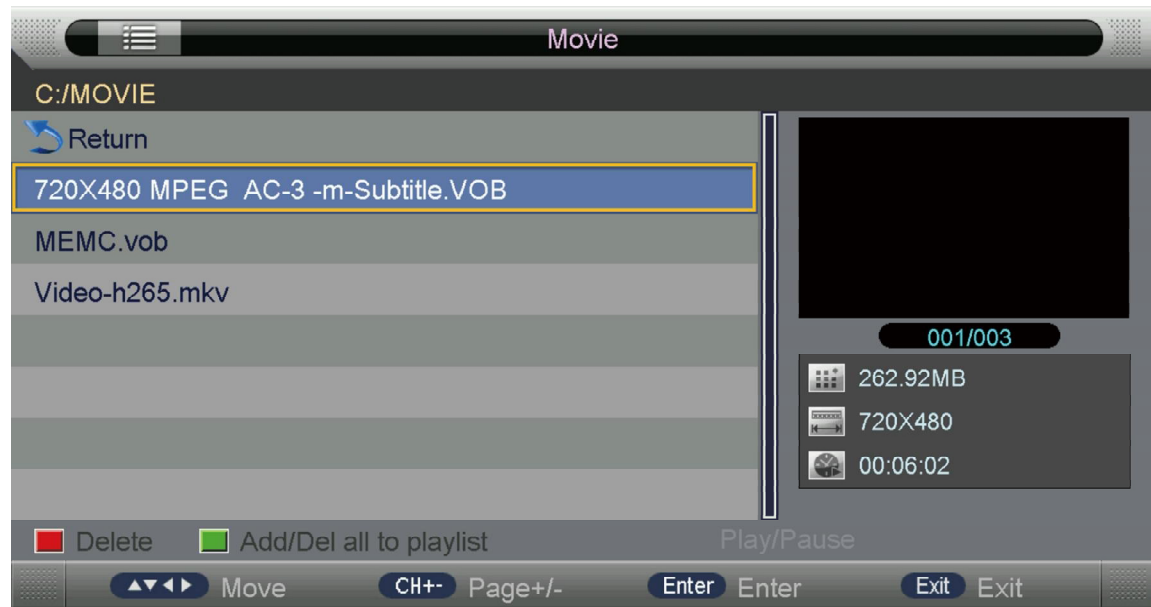 Movie
C:/MOVIE
Return
720X480 MPEG AC-3 -m-Subtitle.VOB
MEMC.vob
Video-h265.mkv
001/003
262.92MB
720X480
00:06:02
Delete Add/Del all to playlist Play/Pause
Move CH+- Page+/- Enter Enter Exit Exit